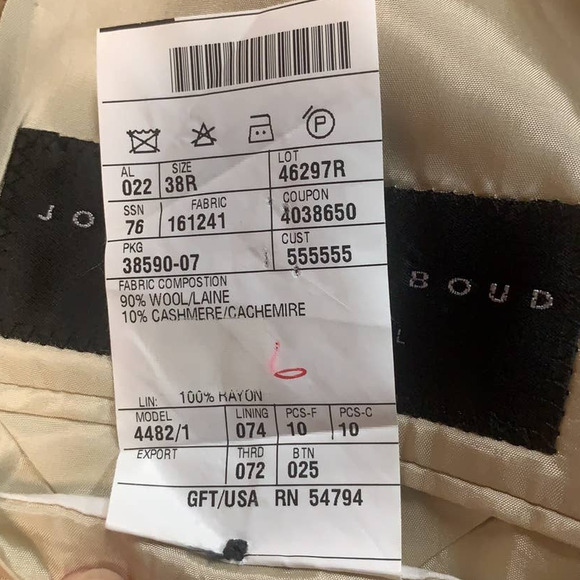 P
AL SIZE LOT
022 38R 46297R
SSN FABRIC COUPON
76 161241 4038650
PKG CUST
38590-07 555555
FABRIC COMPOSTION
90% WOOL/LAINE
10% CASHMERE/CACHEMIRE
LIN: 100% RAYON
MODEL LINING PCS-F PCS-C
4482/1 074 10 10
EXPORT THRD BTN
072 025
GFT/USA RN 54794
JO BOUD
L